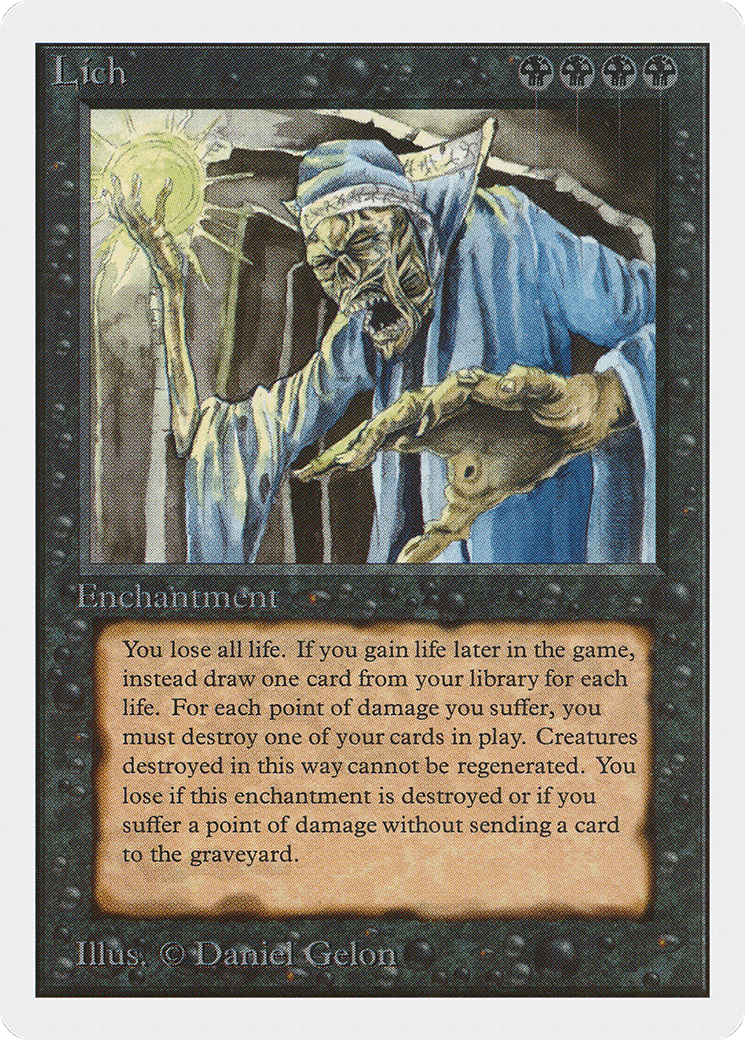 Lich
Enchantment
You lose all life. If you gain life later in the game,
instead draw one card from your library for each
life. For each point of damage you suffer, you
must destroy one of your cards in play. Creatures
destroyed in this way cannot be regenerated. You
lose if this enchantment is destroyed or if you
suffer a point of damage without sending a card
to the graveyard.
Illus. © Daniel Gelon